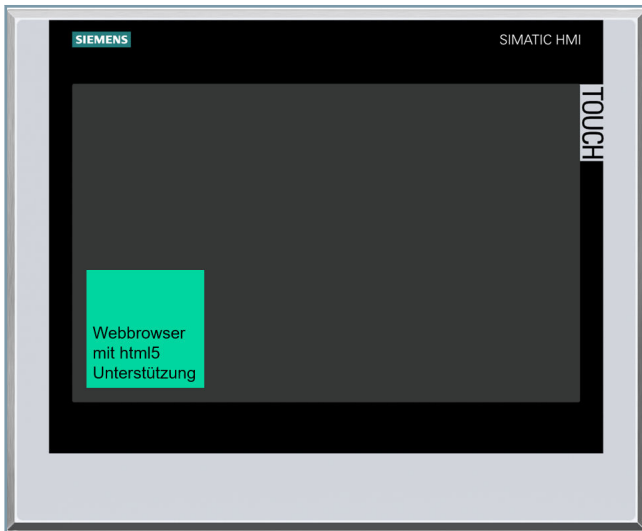 SIEMENS
SIMATIC HMI
TOUCH
Webbrowser
mit html5
Unterstützung